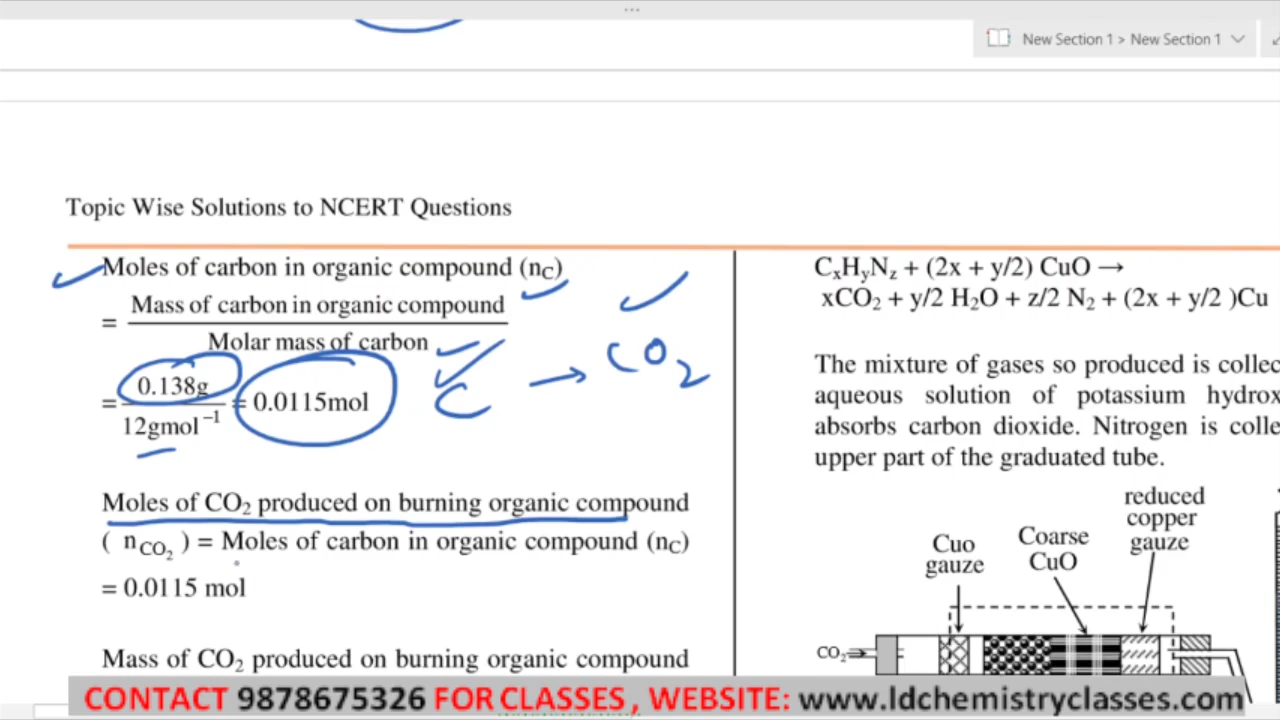 New Section 1 > New Section 1
Topic Wise Solutions to NCERT Questions
Moles of carbon in organic compound (nC)
= Mass of carbon in organic compound
Molar mass of carbon
= 0.138g = 0.0115mol
12gmol⁻¹
C → CO₂
Moles of CO₂ produced on burning organic compound
( nCO₂ ) = Moles of carbon in organic compound (nC)
= 0.0115 mol
Mass of CO₂ produced on burning organic compound
CₓHᵧN_z + (2x + y/2) CuO →
xCO₂ + y/2 H₂O + z/2 N₂ + (2x + y/2 )Cu
The mixture of gases so produced is collec
aqueous solution of potassium hydrox
absorbs carbon dioxide. Nitrogen is colle
upper part of the graduated tube.
Cuo
gauze
Coarse
CuO
reduced
copper
gauze
CO₂
CONTACT 9878675326 FOR CLASSES , WEBSITE: www.ldchemistryclasses.com